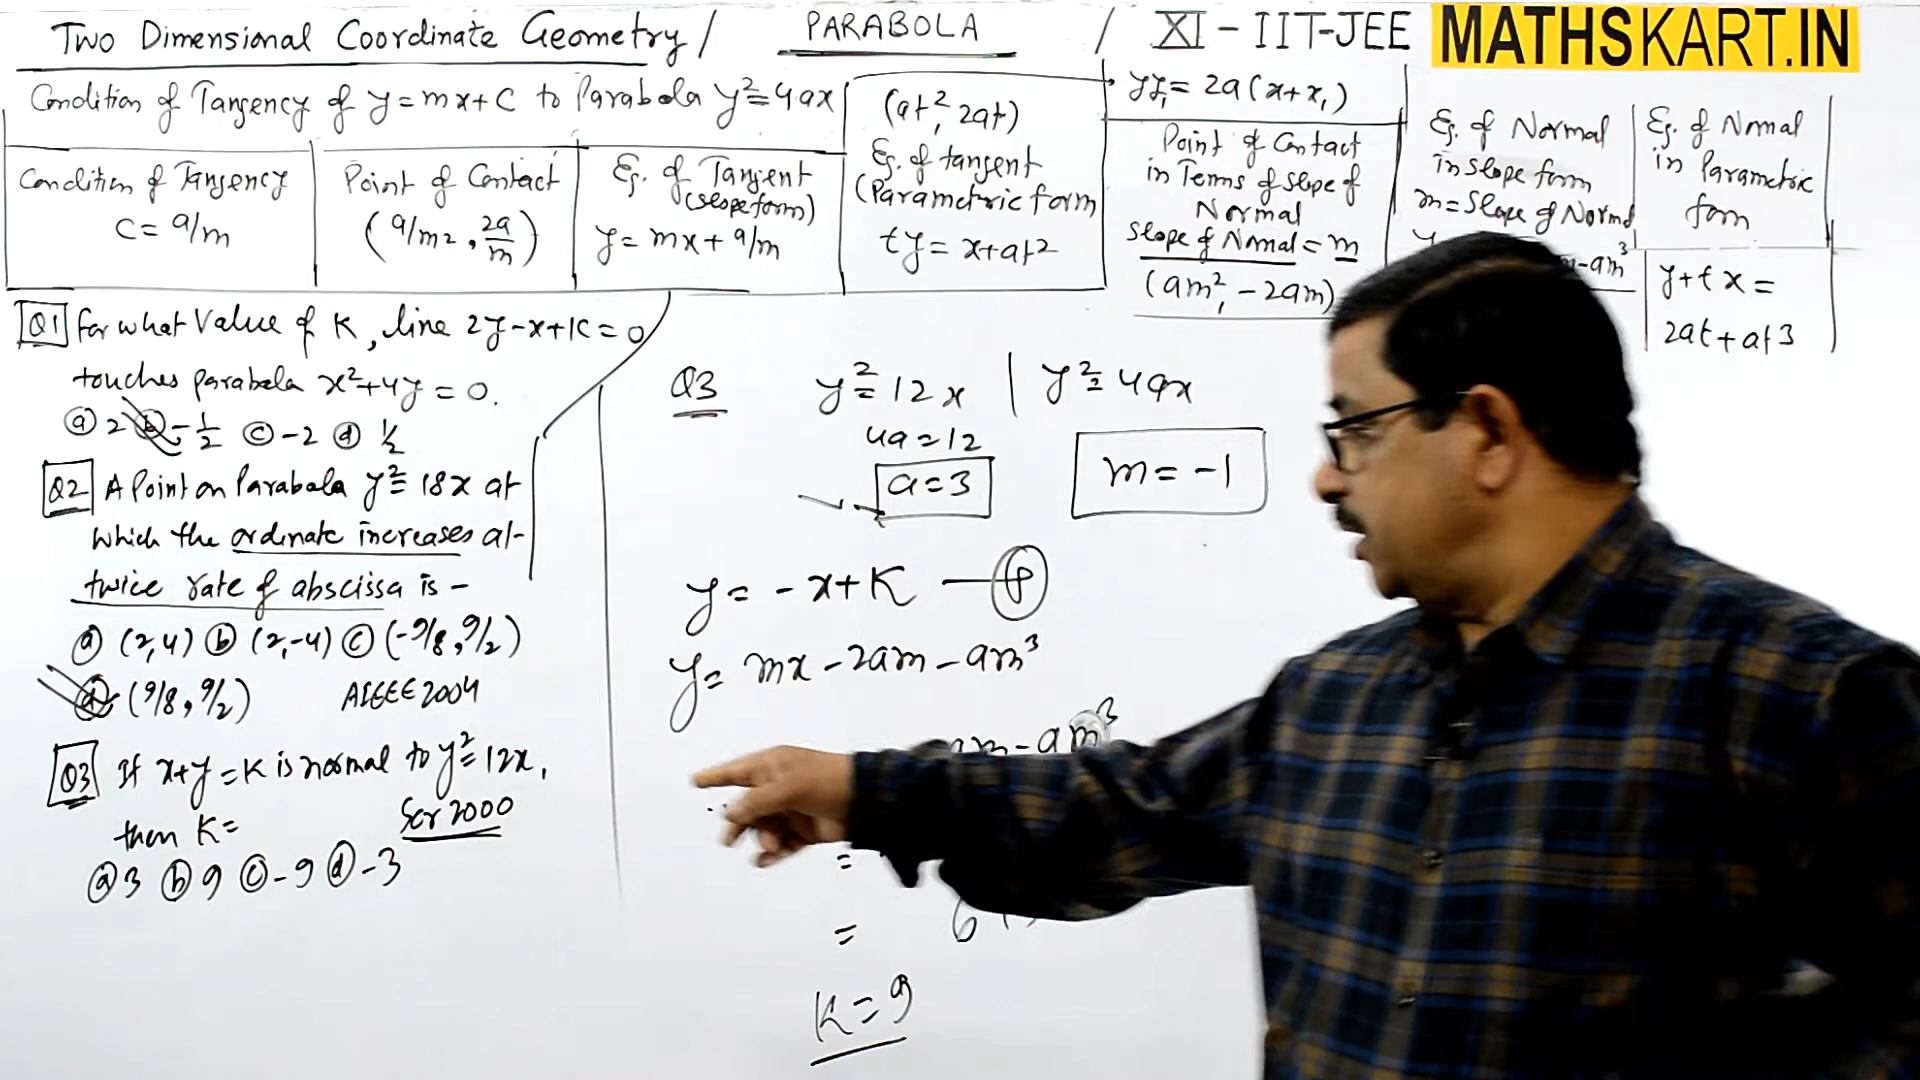 Two Dimensional Coordinate Geometry / PARABOLA / XI - IIT-JEE MATHSKART.IN
Condition of Tangency of y=mx+c to Parabola y²=4ax
Condition of Tangency
c= a/m
Point of Contact
(a/m², 2a/m)
Eq. of Tangent
(slope form)
y= mx+a/m
(at², 2at)
Eq. of tangent
(Parametric form
ty= x+at²
yy₁= 2a(x+x₁)
Point of Contact
in Terms of slope of
Normal
Slope of Normal = m
(am², -2am)
Eq. of Normal
in slope form
m=Slope of Normal
y
-am³
Eq. of Normal
in Parametric
form
y+tx=
2at+at3
Q1 For what Value of K, line 2y-x+K=0
touches parabola x²+4y=0.
(a) 2 (b) -1/2 (c) -2 (d) 1/2
Q2 A Point on Parabola y²=18x at
which the ordinate increases at
twice rate of abscissa is -
(a) (2,4) (b) (2,-4) (c) (-9/8, 9/2)
(d) (9/8, 9/2) AIEEE 2004
Q3 If x+y=K is normal to y²=12x,
then K= Scr 2000
(a) 3 (b) 9 (c) -9 (d) -3
Q3 y²=12x | y²=4ax
4a=12
a=3 m=-1
y= -x+K — (P)
y= mx-2am-am³
am-am³
=
= 6
K=9